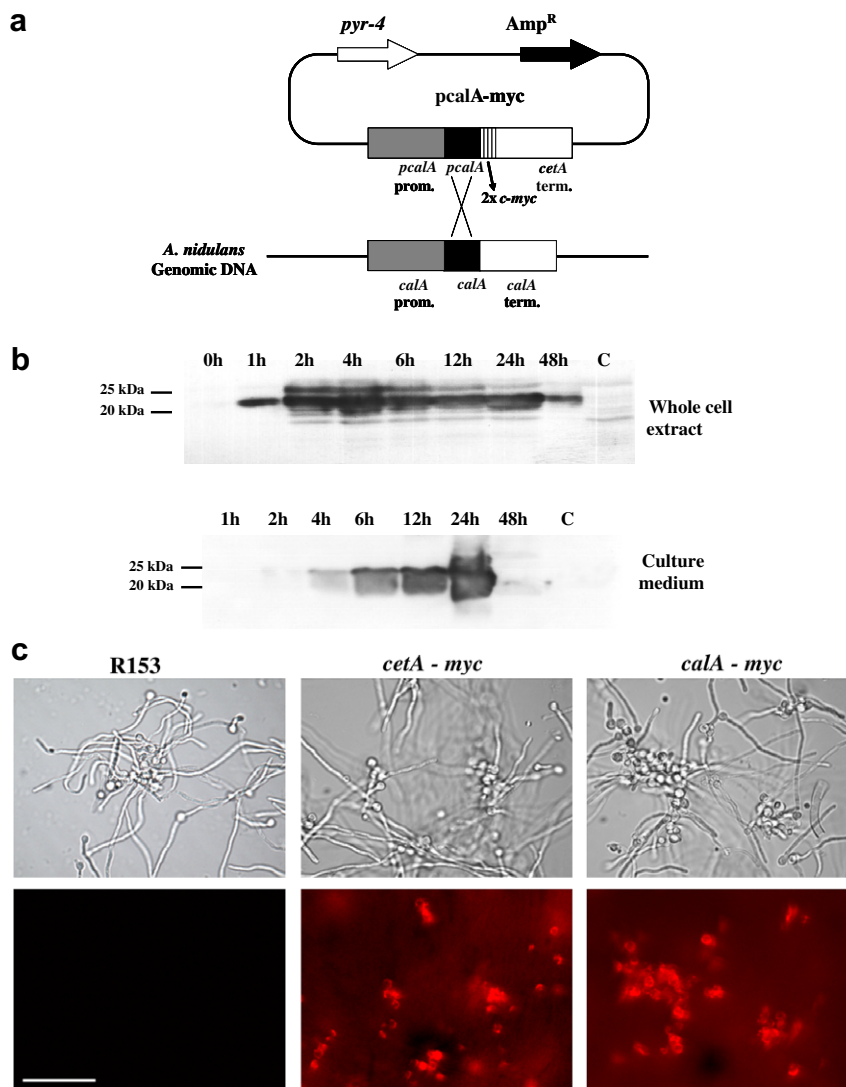 a
pyr-4 Amp^R
pcalA-myc
pcalA pcalA cetA
prom. term.
2x c-myc
A. nidulans
Genomic DNA
calA calA calA
prom. term.
b
0h 1h 2h 4h 6h 12h 24h 48h C
25 kDa
20 kDa
Whole cell
extract
1h 2h 4h 6h 12h 24h 48h C
25 kDa
20 kDa
Culture
medium
c
R153 cetA - myc calA - myc